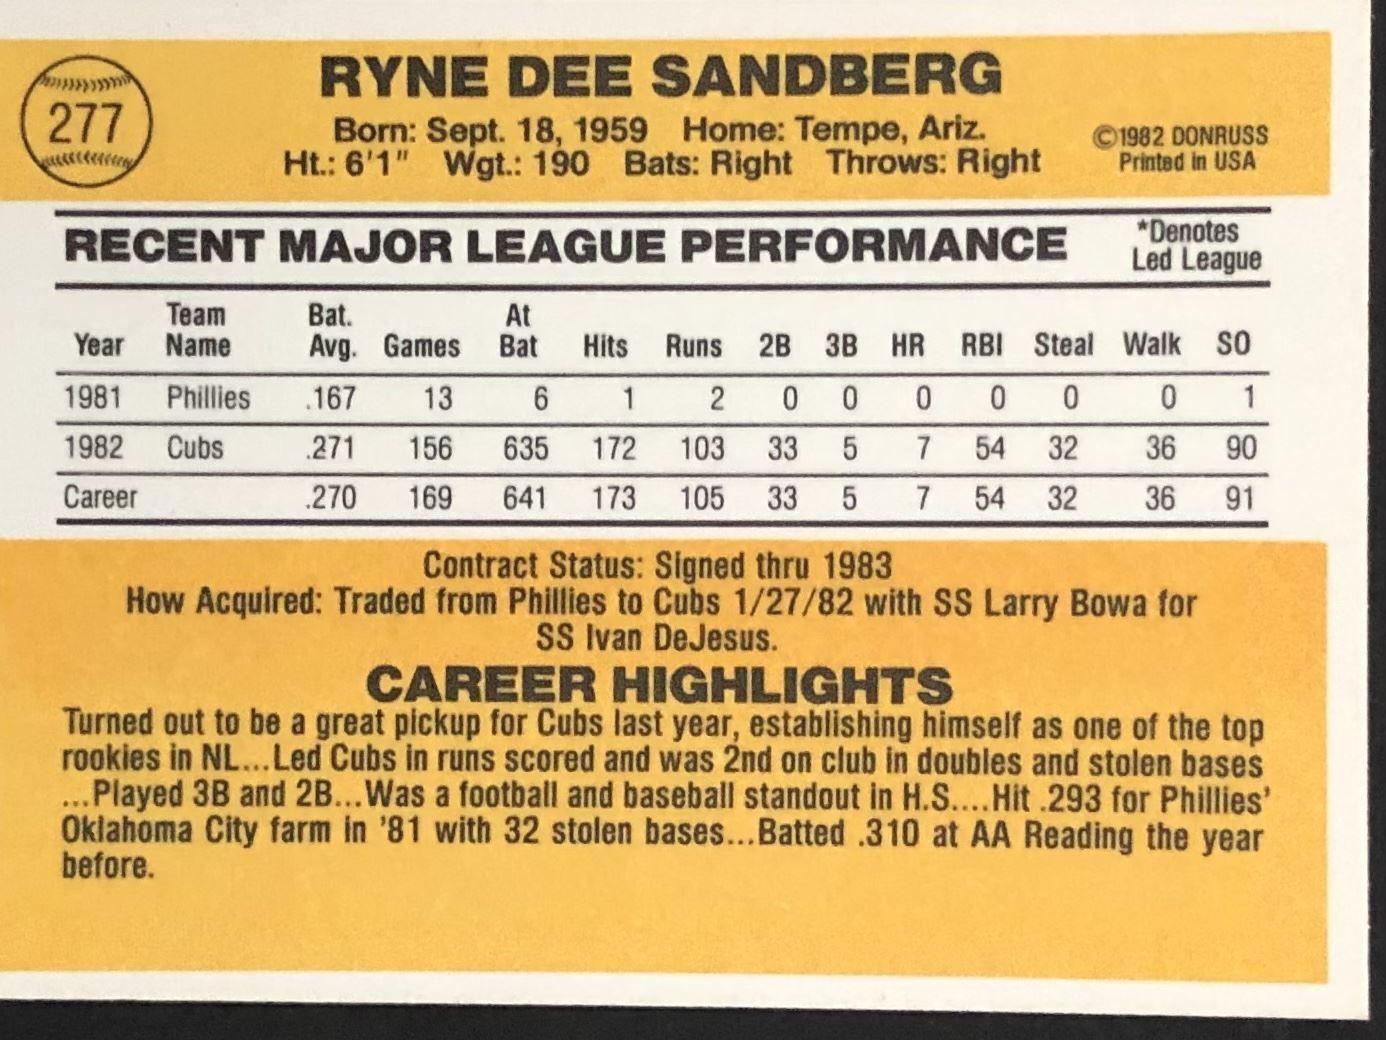 277
RYNE DEE SANDBERG
Born: Sept. 18, 1959 Home: Tempe, Ariz.
Ht.: 6'1" Wgt.: 190 Bats: Right Throws: Right
©1982 DONRUSS
Printed in USA
RECENT MAJOR LEAGUE PERFORMANCE
*Denotes
Led League
Year Team Name Bat. Avg. Games At Bat Hits Runs 2B 3B HR RBI Steal Walk SO
1981 Phillies .167 13 6 1 2 0 0 0 0 0 0 1
1982 Cubs .271 156 635 172 103 33 5 7 54 32 36 90
Career .270 169 641 173 105 33 5 7 54 32 36 91
Contract Status: Signed thru 1983
How Acquired: Traded from Phillies to Cubs 1/27/82 with SS Larry Bowa for
SS Ivan DeJesus.
CAREER HIGHLIGHTS
Turned out to be a great pickup for Cubs last year, establishing himself as one of the top
rookies in NL...Led Cubs in runs scored and was 2nd on club in doubles and stolen bases
...Played 3B and 2B...Was a football and baseball standout in H.S....Hit .293 for Phillies'
Oklahoma City farm in '81 with 32 stolen bases...Batted .310 at AA Reading the year
before.